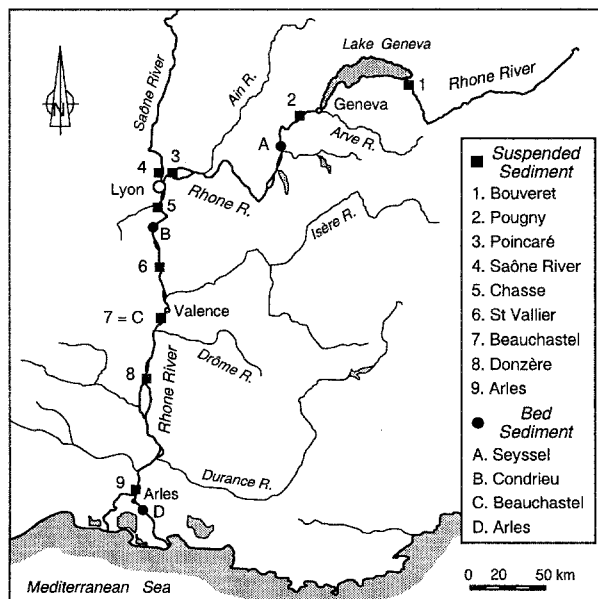 Lake Geneva
Rhone River
1
Saône River
Ain R.
2
Geneva
N
A
Arve R.
4
3
Lyon
Rhone R.
5
B
Isère R.
6
7 = C
Valence
Drôme R.
8
Rhone River
Durance R.
9
Arles
D
Mediterranean Sea
Suspended
Sediment
1. Bouveret
2. Pougny
3. Poincaré
4. Saône River
5. Chasse
6. St Vallier
7. Beauchastel
8. Donzère
9. Arles
Bed
Sediment
A. Seyssel
B. Condrieu
C. Beauchastel
D. Arles
0 20 50 km